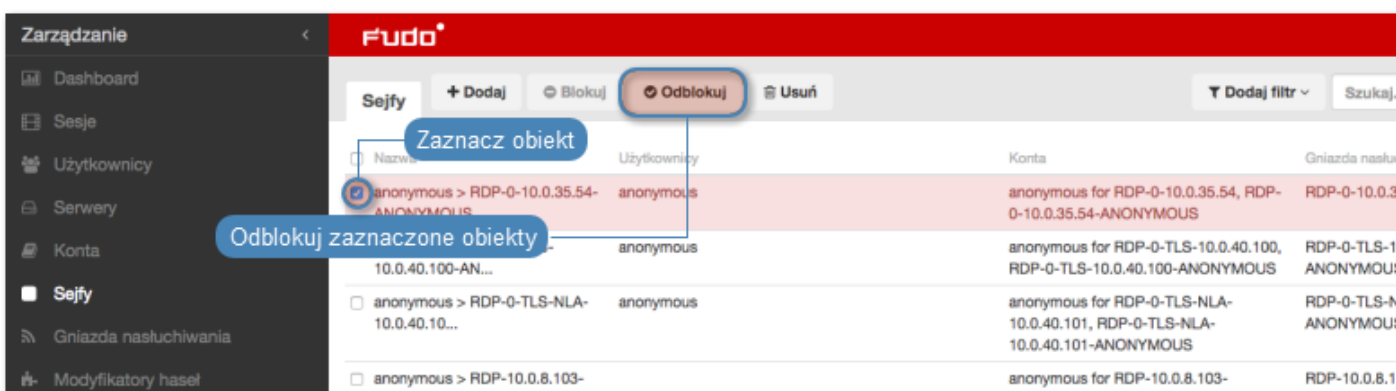 Zarządzanie
Fudo
Dashboard
Sejfy
+ Dodaj
Blokuj
Odblokuj
Usuń
Dodaj filtr
Szukaj.
Sesje
Zaznacz obiekt
Użytkownicy
Nazwa
Użytkownicy
Konta
Gniazda nasłu
Serwery
anonymous > RDP-0-10.0.35.54-
ANONYMOUS
anonymous
anonymous for RDP-0-10.0.35.54, RDP-
0-10.0.35.54-ANONYMOUS
RDP-0-10.0.3
Odblokuj zaznaczone obiekty
Konta
10.0.40.100-AN...
anonymous
anonymous for RDP-0-TLS-10.0.40.100,
RDP-0-TLS-10.0.40.100-ANONYMOUS
RDP-0-TLS-1
ANONYMOUS
Sejfy
Gniazda nasłuchiwania
anonymous > RDP-0-TLS-NLA-
10.0.40.10...
anonymous
anonymous for RDP-0-TLS-NLA-
10.0.40.101, RDP-0-TLS-NLA-
10.0.40.101-ANONYMOUS
RDP-0-TLS-N
ANONYMOUS
Modyfikatory haseł
anonymous > RDP-10.0.8.103-
anonymous for RDP-10.0.8.103-
RDP-10.0.8.1